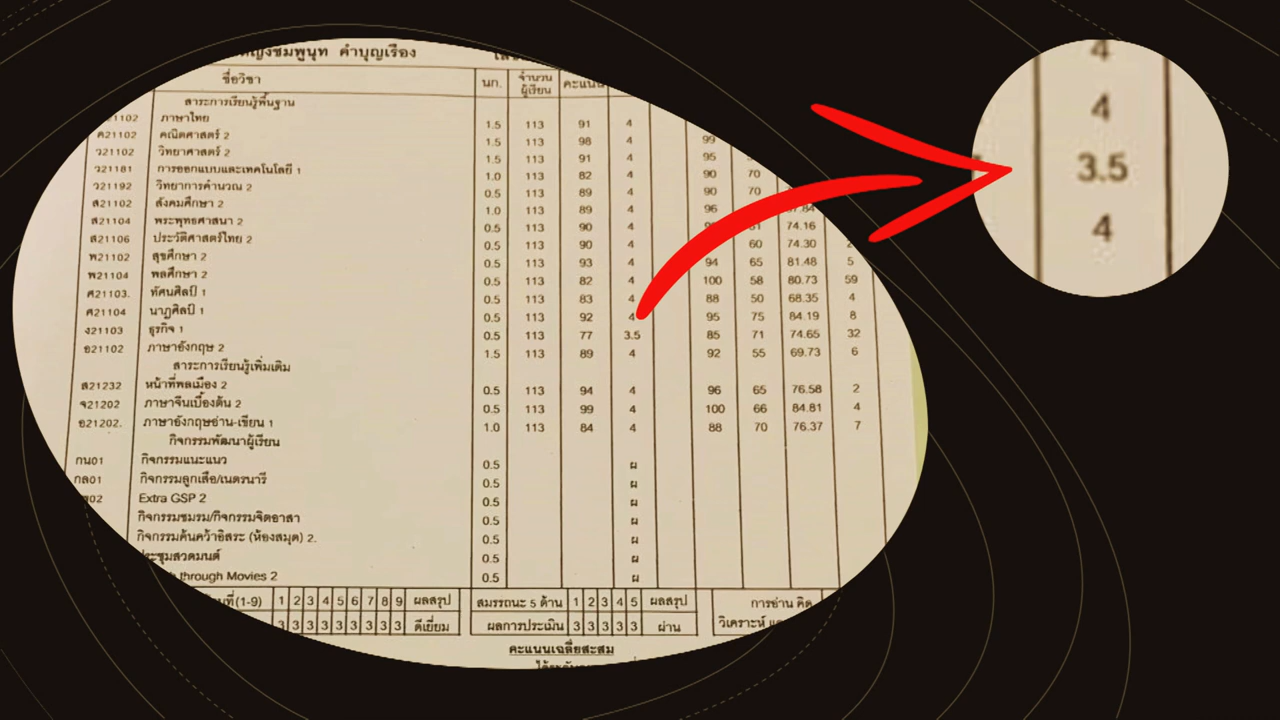 ชมพูนุท คำบุญเรือง
ชื่อวิชา นก. จำนวนผู้เรียน คะแนน
สาระการเรียนรู้พื้นฐาน
1102 ภาษาไทย 1.5 113 91 4
ค21102 คณิตศาสตร์ 2 1.5 113 98 4 99
ว21102 วิทยาศาสตร์ 2 1.5 113 91 4 95
ว21181 การออกแบบและเทคโนโลยี 1 1.0 113 82 4 90 70
ว21192 วิทยาการคำนวณ 2 0.5 113 89 4 90 70
ส21102 สังคมศึกษา 2 1.0 113 89 4 96
ส21104 พระพุทธศาสนา 2 0.5 113 90 4 74.16
ส21106 ประวัติศาสตร์ไทย 2 0.5 113 90 4 60 74.30 2
พ21102 สุขศึกษา 2 0.5 113 93 4 94 65 81.48 5
พ21104 พลศึกษา 2 0.5 113 82 4 100 58 80.73 59
ศ21103. ทัศนศิลป์ 1 0.5 113 83 4 88 50 68.35 4
ศ21104 นาฏศิลป์ 1 0.5 113 92 4 95 75 84.19 8
ง21103 ธุรกิจ 1 0.5 113 77 3.5 85 71 74.65 32
อ21102 ภาษาอังกฤษ 2 1.5 113 89 4 92 55 69.73 6
สาระการเรียนรู้เพิ่มเติม
ส21232 หน้าที่พลเมือง 2 0.5 113 94 4 96 65 76.58 2
จ21202 ภาษาจีนเบื้องต้น 2 0.5 113 99 4 100 66 84.81 4
อ21202. ภาษาอังกฤษอ่าน-เขียน 1 1.0 113 84 4 88 70 76.37 7
กิจกรรมพัฒนาผู้เรียน
กน01 กิจกรรมแนะแนว 0.5 ผ
กล01 กิจกรรมลูกเสือ/เนตรนารี 0.5 ผ
02 Extra GSP 2 0.5 ผ
กิจกรรมชมรม/กิจกรรมจิตอาสา 0.5 ผ
กิจกรรมค้นคว้าอิสระ (ห้องสมุด) 2. 0.5 ผ
ประชุมสวดมนต์ 0.5 ผ
through Movies 2 0.5 ผ
ที่(1-9) 1 2 3 4 5 6 7 8 9 ผลสรุป สมรรถนะ 5 ด้าน 1 2 3 4 5 ผลสรุป การอ่าน คิด
3 3 3 3 3 3 3 3 3 ดีเยี่ยม ผลการประเมิน 3 3 3 3 3 ผ่าน วิเคราะห์
คะแนนเฉลี่ยสะสม
4
4
3.5
4